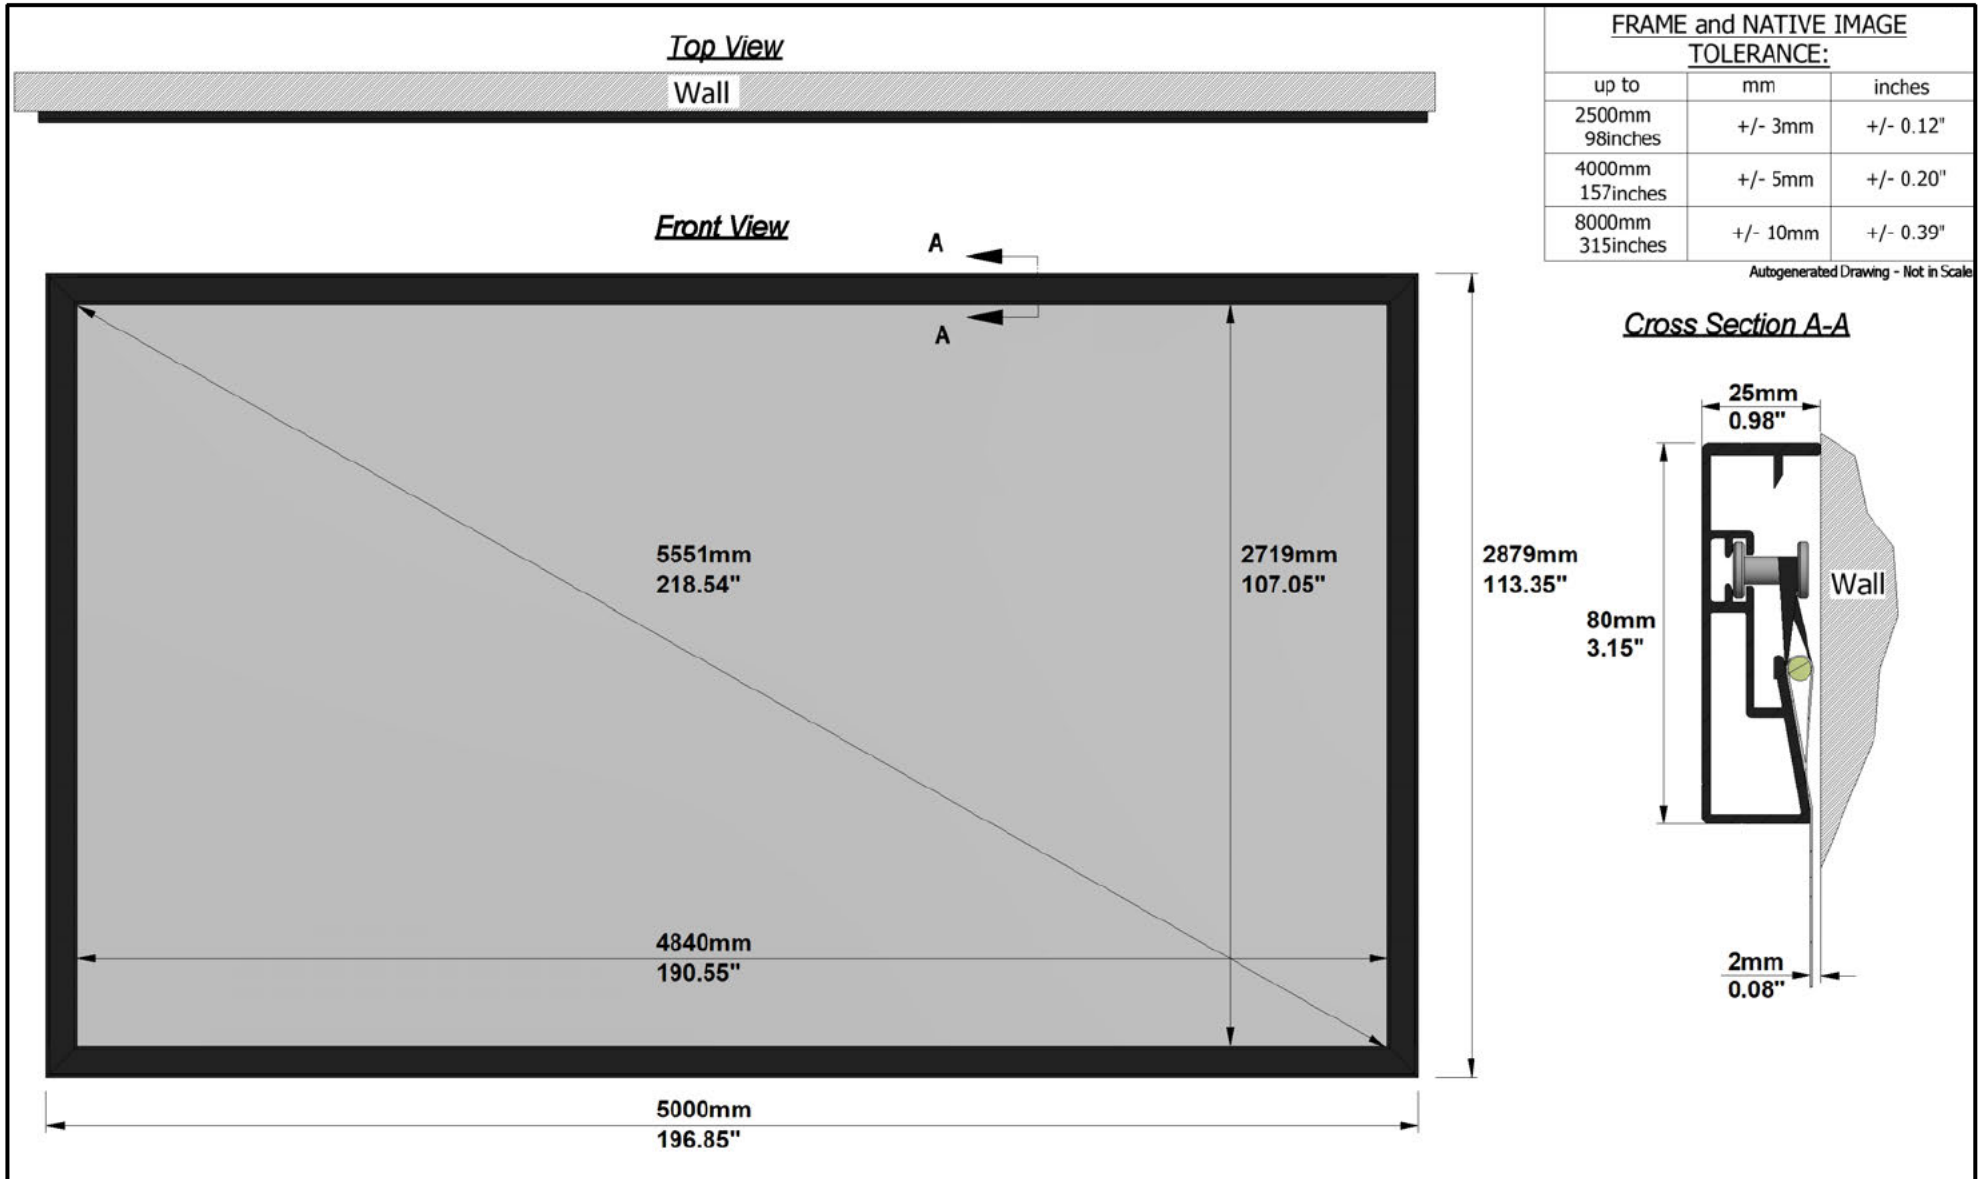 Top View
Wall
FRAME and NATIVE IMAGE
TOLERANCE:
up to mm inches
2500mm
98inches
+/- 3mm +/- 0.12"
4000mm
157inches
+/- 5mm +/- 0.20"
8000mm
315inches
+/- 10mm +/- 0.39"
Autogenerated Drawing - Not in Scale
Front View
A
A
5551mm
218.54"
2719mm
107.05"
2879mm
113.35"
4840mm
190.55"
5000mm
196.85"
Cross Section A-A
25mm
0.98"
Wall
80mm
3.15"
2mm
0.08"